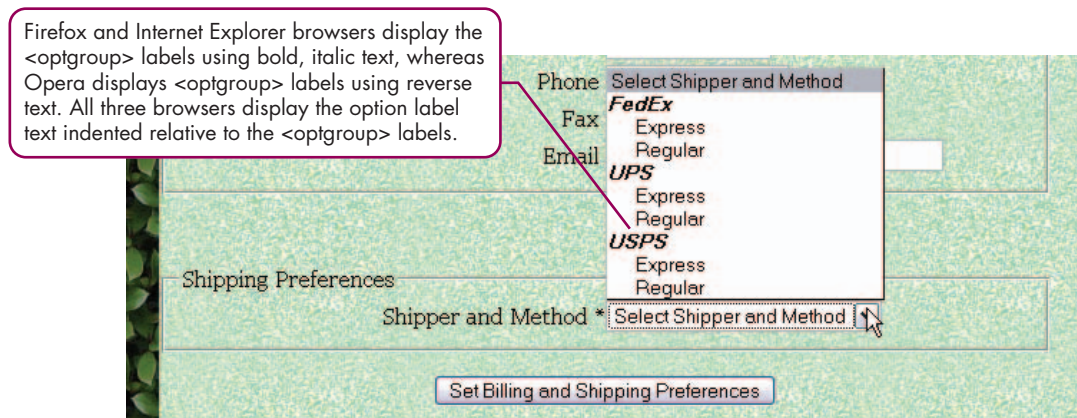 Firefox and Internet Explorer browsers display the
<optgroup> labels using bold, italic text, whereas
Opera displays <optgroup> labels using reverse
text. All three browsers display the option label
text indented relative to the <optgroup> labels.
Phone
Fax
Email
Select Shipper and Method
FedEx
Express
Regular
UPS
Express
Regular
USPS
Express
Regular
Shipping Preferences
Shipper and Method * Select Shipper and Method
Set Billing and Shipping Preferences